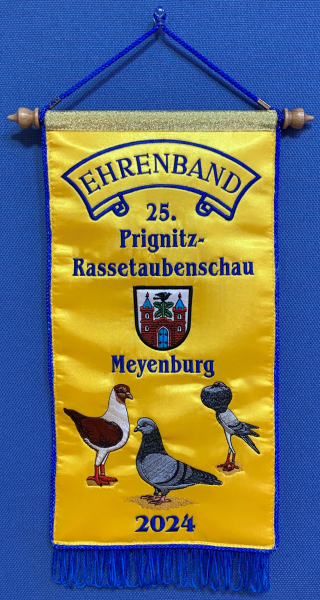 EHRENBAND
25.
Prignitz-
Rassetaubenschau
Meyenburg
2024